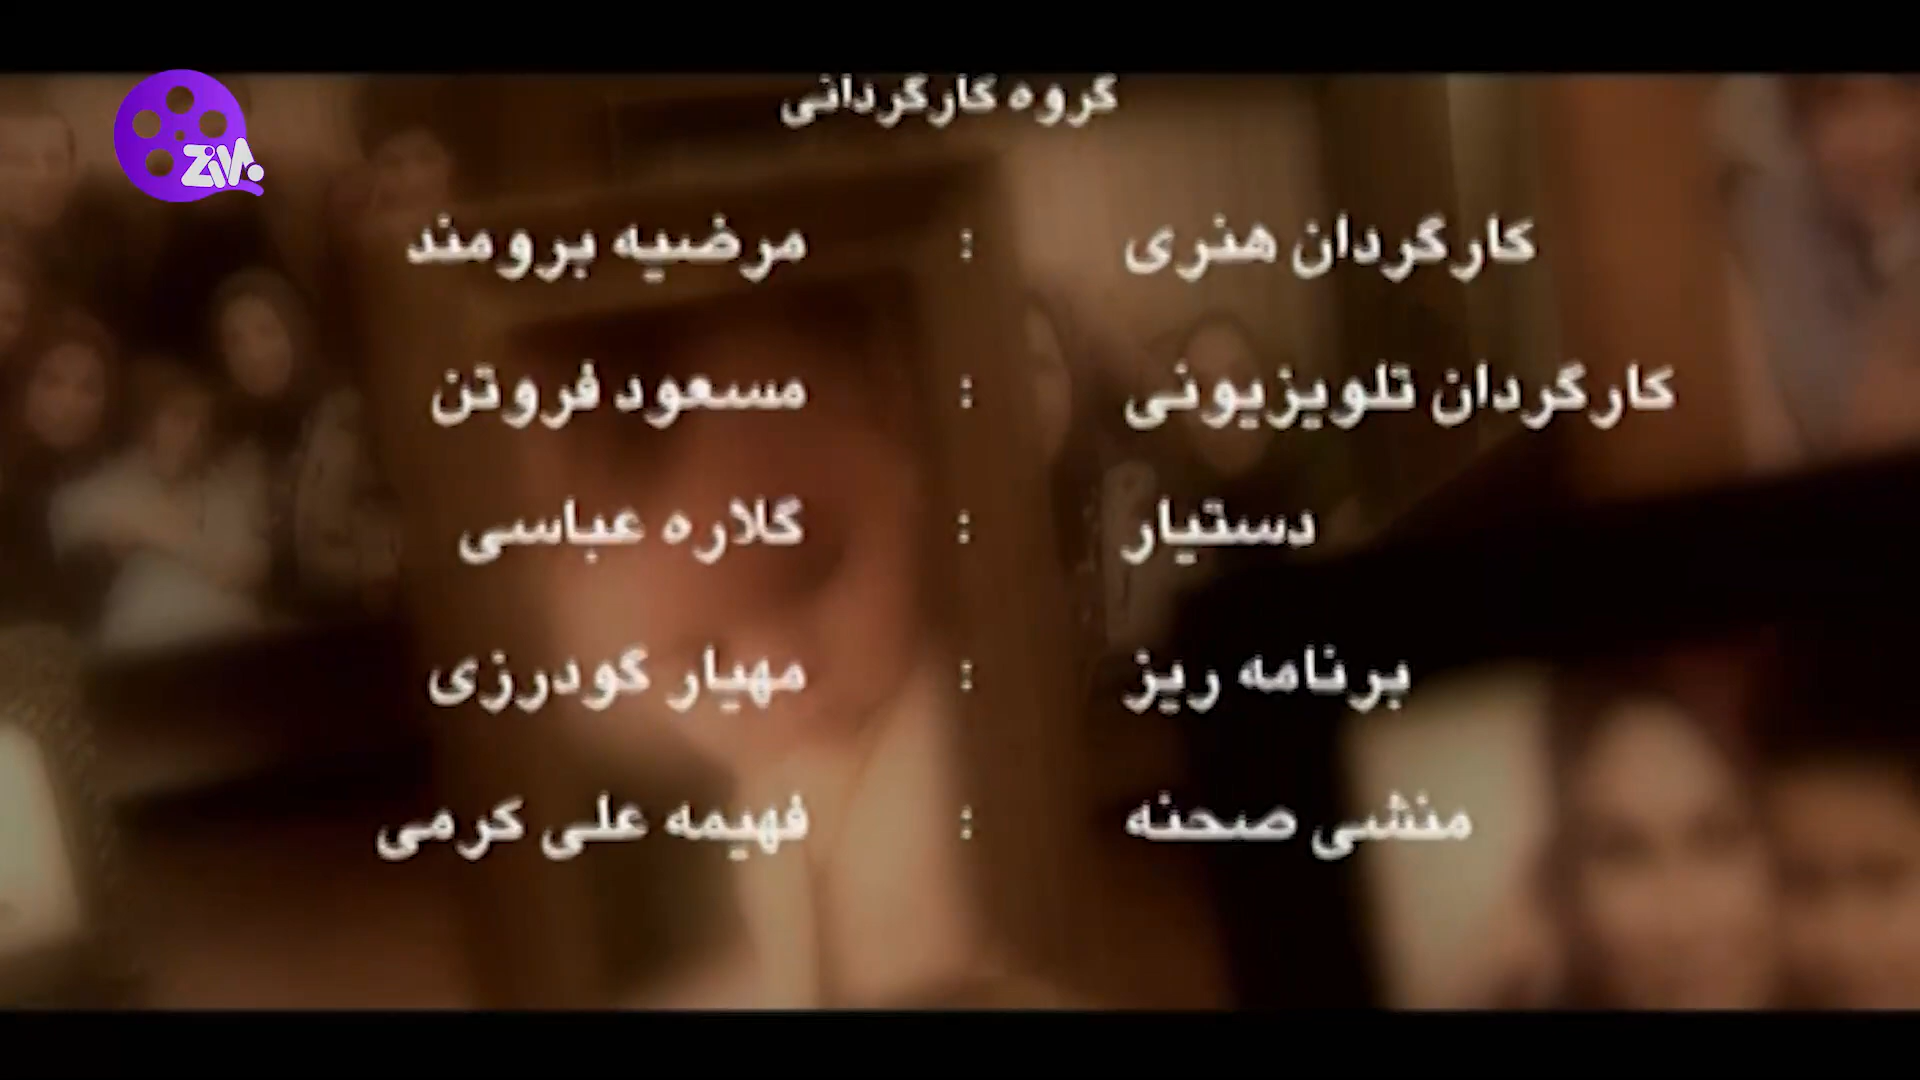 گروه کارگردانی
ZiM.
کارگردان هنری : مرضیه برومند
کارگردان تلویزیونی : مسعود فروتن
دستیار : گلاره عباسی
برنامه ریز : مهیار گودرزی
منشی صحنه : فهیمه علی کرمی